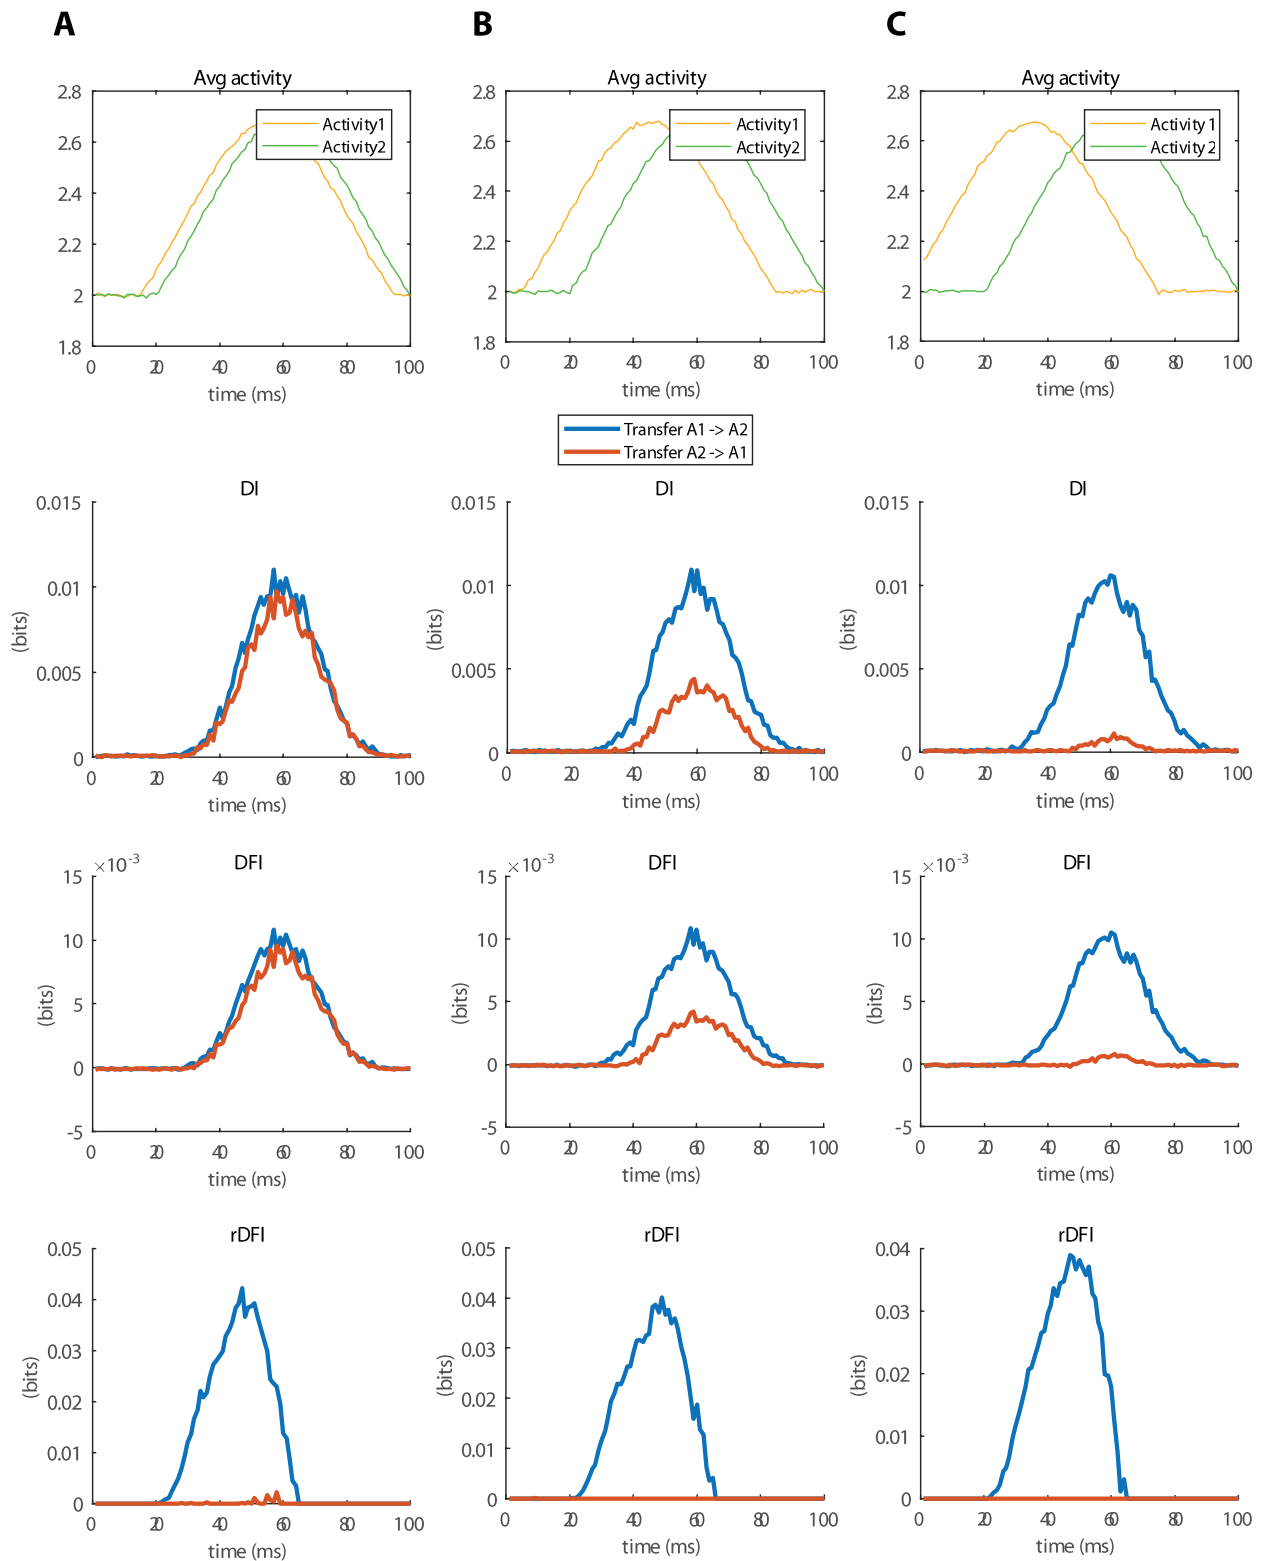 A
B
C
Avg activity
Avg activity
Avg activity
2.8
2.6
2.4
2.2
2
1.8
Activity1
Activity2
0 20 40 60 80 100
time (ms)
2.8
2.6
2.4
2.2
2
1.8
Activity1
Activity2
0 20 40 60 80 100
time (ms)
2.8
2.6
2.4
2.2
2
1.8
Activity 1
Activity 2
0 20 40 60 80 100
time (ms)
Transfer A1 -> A2
Transfer A2 -> A1
DI
0.015
0.01
0.005
0
(bits)
0 20 40 60 80 100
time (ms)
DI
0.015
0.01
0.005
0
(bits)
0 20 40 60 80 100
time (ms)
DI
0.015
0.01
0.005
0
(bits)
0 20 40 60 80 100
time (ms)
×10-3
DFI
15
10
5
0
-5
(bits)
0 20 40 60 80 100
time (ms)
×10-3
DFI
15
10
5
0
-5
(bits)
0 20 40 60 80 100
time (ms)
×10-3
DFI
15
10
5
0
-5
(bits)
0 20 40 60 80 100
time (ms)
rDFI
0.05
0.04
0.03
0.02
0.01
0
(bits)
0 20 40 60 80 100
time (ms)
rDFI
0.05
0.04
0.03
0.02
0.01
0
(bits)
0 20 40 60 80 100
time (ms)
rDFI
0.04
0.03
0.02
0.01
0
(bits)
0 20 40 60 80 100
time (ms)